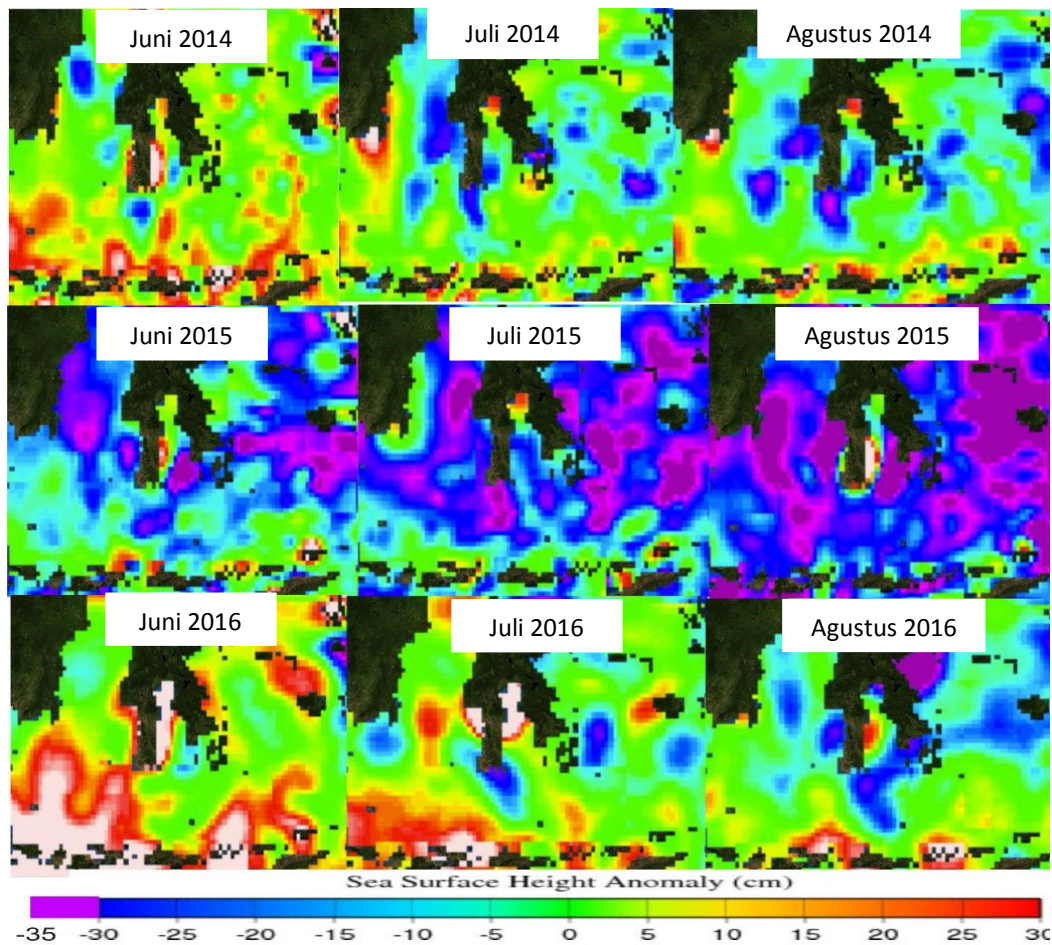 Juni 2014
Juli 2014
Agustus 2014
Juni 2015
Juli 2015
Agustus 2015
Juni 2016
Juli 2016
Agustus 2016
Sea Surface Height Anomaly (cm)
-35 -30 -25 -20 -15 -10 -5 0 5 10 15 20 25 30